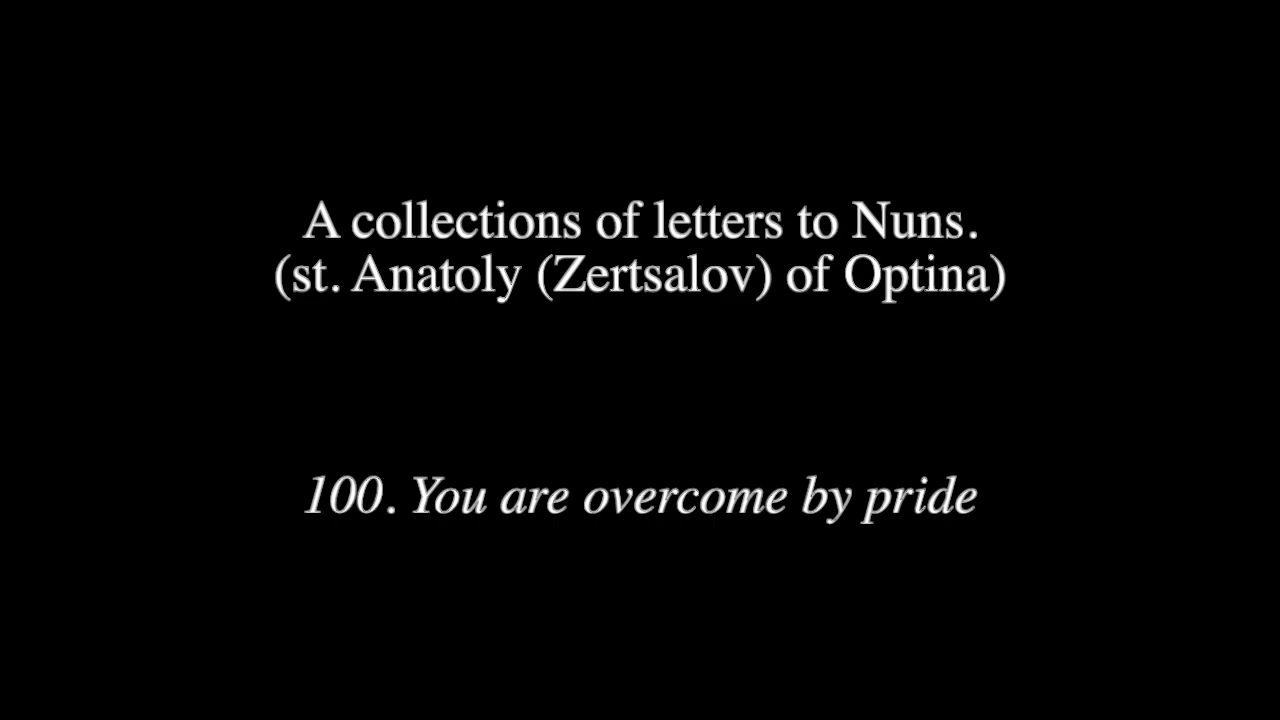 A collections of letters to Nuns.
(st. Anatoly (Zertsalov) of Optina)
100. You are overcome by pride